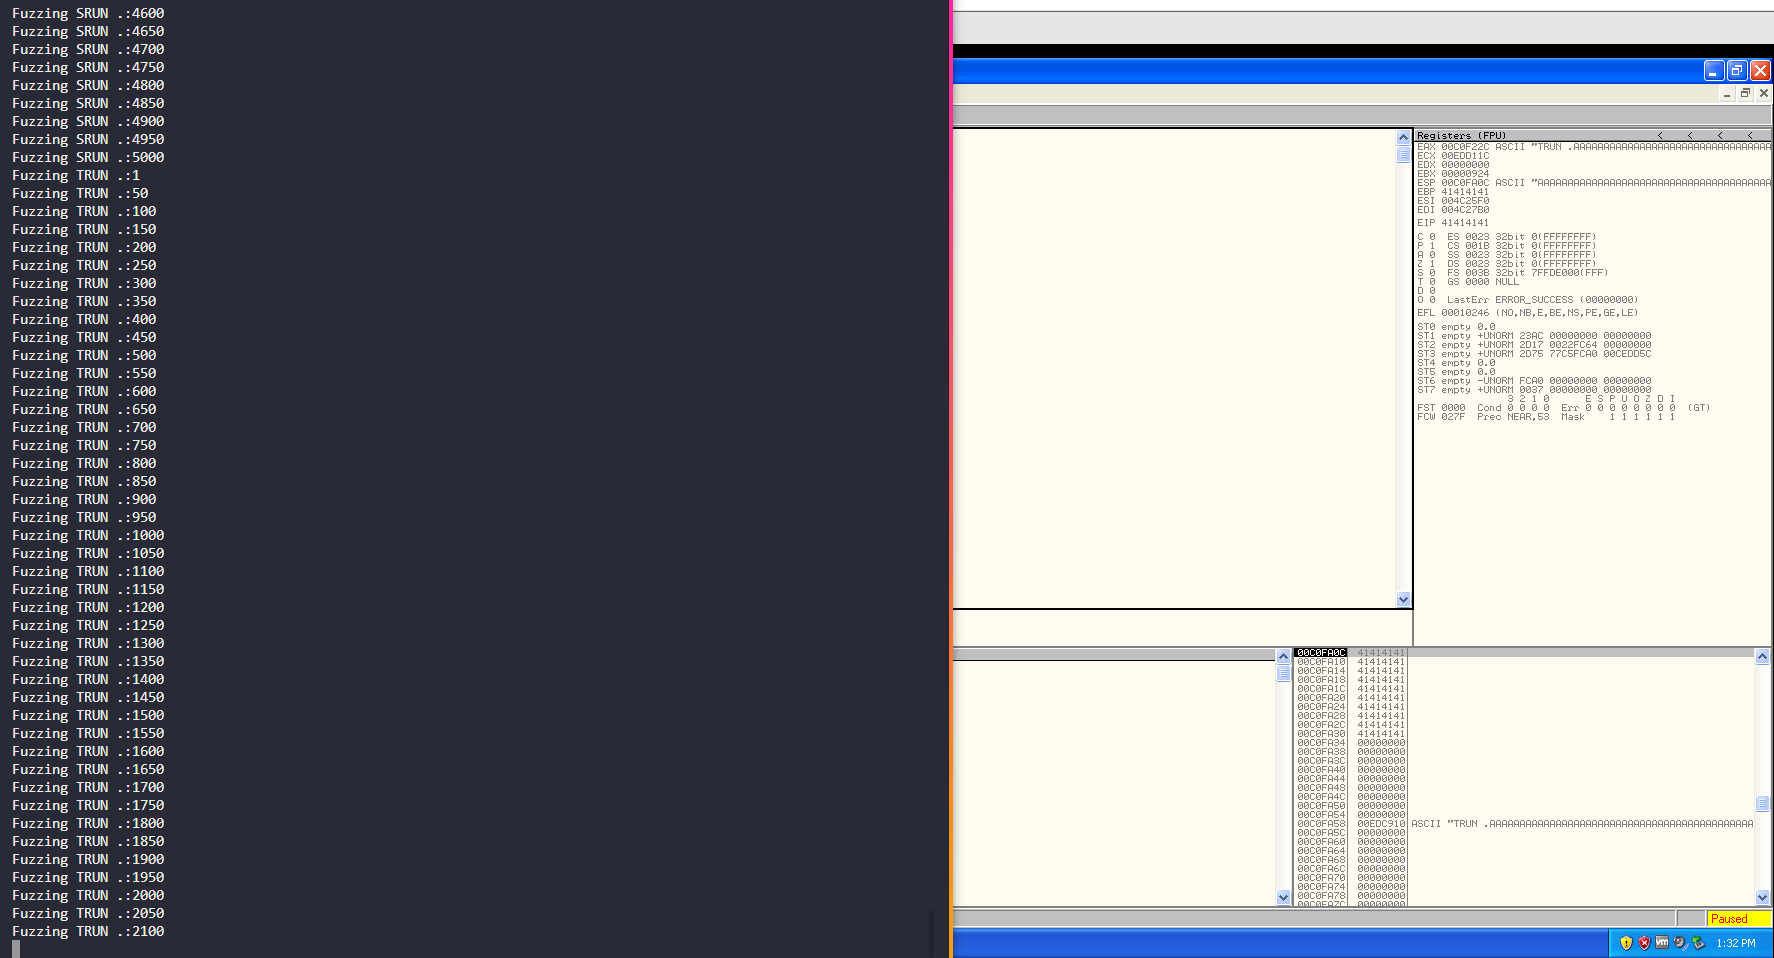 Fuzzing SRUN .:4600
Fuzzing SRUN .:4650
Fuzzing SRUN .:4700
Fuzzing SRUN .:4750
Fuzzing SRUN .:4800
Fuzzing SRUN .:4850
Fuzzing SRUN .:4900
Fuzzing SRUN .:4950
Fuzzing SRUN .:5000
Fuzzing TRUN .:1
Fuzzing TRUN .:50
Fuzzing TRUN .:100
Fuzzing TRUN .:150
Fuzzing TRUN .:200
Fuzzing TRUN .:250
Fuzzing TRUN .:300
Fuzzing TRUN .:350
Fuzzing TRUN .:400
Fuzzing TRUN .:450
Fuzzing TRUN .:500
Fuzzing TRUN .:550
Fuzzing TRUN .:600
Fuzzing TRUN .:650
Fuzzing TRUN .:700
Fuzzing TRUN .:750
Fuzzing TRUN .:800
Fuzzing TRUN .:850
Fuzzing TRUN .:900
Fuzzing TRUN .:950
Fuzzing TRUN .:1000
Fuzzing TRUN .:1050
Fuzzing TRUN .:1100
Fuzzing TRUN .:1150
Fuzzing TRUN .:1200
Fuzzing TRUN .:1250
Fuzzing TRUN .:1300
Fuzzing TRUN .:1350
Fuzzing TRUN .:1400
Fuzzing TRUN .:1450
Fuzzing TRUN .:1500
Fuzzing TRUN .:1550
Fuzzing TRUN .:1600
Fuzzing TRUN .:1650
Fuzzing TRUN .:1700
Fuzzing TRUN .:1750
Fuzzing TRUN .:1800
Fuzzing TRUN .:1850
Fuzzing TRUN .:1900
Fuzzing TRUN .:1950
Fuzzing TRUN .:2000
Fuzzing TRUN .:2050
Fuzzing TRUN .:2100
Registers (FPU) < < < <
EAX 00C0F22C ASCII "TRUN .AAAAAAAAAAAAAAAAAAAAAAAAAAAAAAAAA
ECX 00EDD11C
EDX 00000000
EBX 00000924
ESP 00C0FA0C ASCII "AAAAAAAAAAAAAAAAAAAAAAAAAAAAAAAAAAAAAAA
EBP 41414141
ESI 004C25F0
EDI 004C27B0
EIP 41414141
C 0 ES 0023 32bit 0(FFFFFFFF)
P 1 CS 001B 32bit 0(FFFFFFFF)
A 0 SS 0023 32bit 0(FFFFFFFF)
Z 1 DS 0023 32bit 0(FFFFFFFF)
S 0 FS 003B 32bit 7FFDE000(FFF)
T 0 GS 0000 NULL
D 0
O 0 LastErr ERROR_SUCCESS (00000000)
EFL 00010246 (NO,NB,E,BE,NS,PE,GE,LE)
ST0 empty 0.0
ST1 empty +UNORM 23AC 00000000 00000000
ST2 empty +UNORM 2D17 0022FC64 00000000
ST3 empty +UNORM 2D75 77C5FCA0 00CEDD5C
ST4 empty 0.0
ST5 empty 0.0
ST6 empty -UNORM FCA0 00000000 00000000
ST7 empty +UNORM 0037 00000000 00000000
3 2 1 0 E S P U O Z D I
FST 0000 Cond 0 0 0 0 Err 0 0 0 0 0 0 0 0 (GT)
FCW 027F Prec NEAR,53 Mask 1 1 1 1 1 1
00C0FA0C 41414141
00C0FA10 41414141
00C0FA14 41414141
00C0FA18 41414141
00C0FA1C 41414141
00C0FA20 41414141
00C0FA24 41414141
00C0FA28 41414141
00C0FA2C 41414141
00C0FA30 41414141
00C0FA34 00000000
00C0FA38 00000000
00C0FA3C 00000000
00C0FA40 00000000
00C0FA44 00000000
00C0FA48 00000000
00C0FA4C 00000000
00C0FA50 00000000
00C0FA54 00000000
00C0FA58 00EDC910 ASCII "TRUN .AAAAAAAAAAAAAAAAAAAAAAAAAAAAAAAAAAAAAAAAAAAA
00C0FA5C 00000000
00C0FA60 00000000
00C0FA64 00000000
00C0FA68 00000000
00C0FA6C 00000000
00C0FA70 00000000
00C0FA74 00000000
00C0FA78 00000000
00C0FA7C 00000000
Paused
1:32 PM